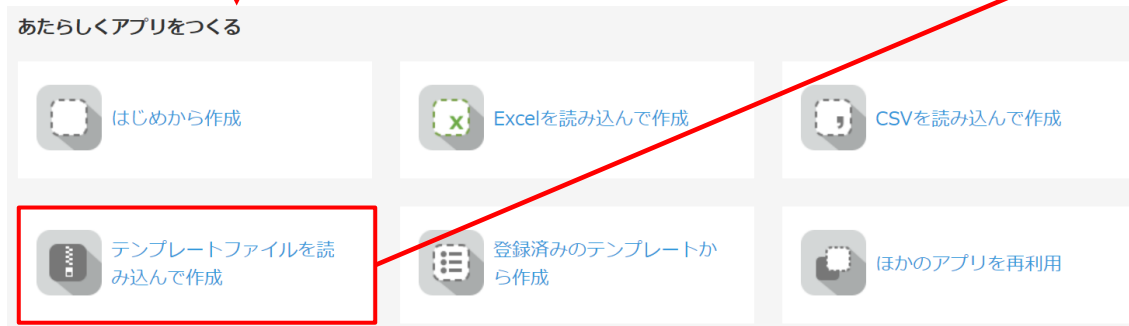 あたらしくアプリをつくる
はじめから作成
Excelを読み込んで作成
CSVを読み込んで作成
テンプレートファイルを読
み込んで作成
登録済みのテンプレートか
ら作成
ほかのアプリを再利用